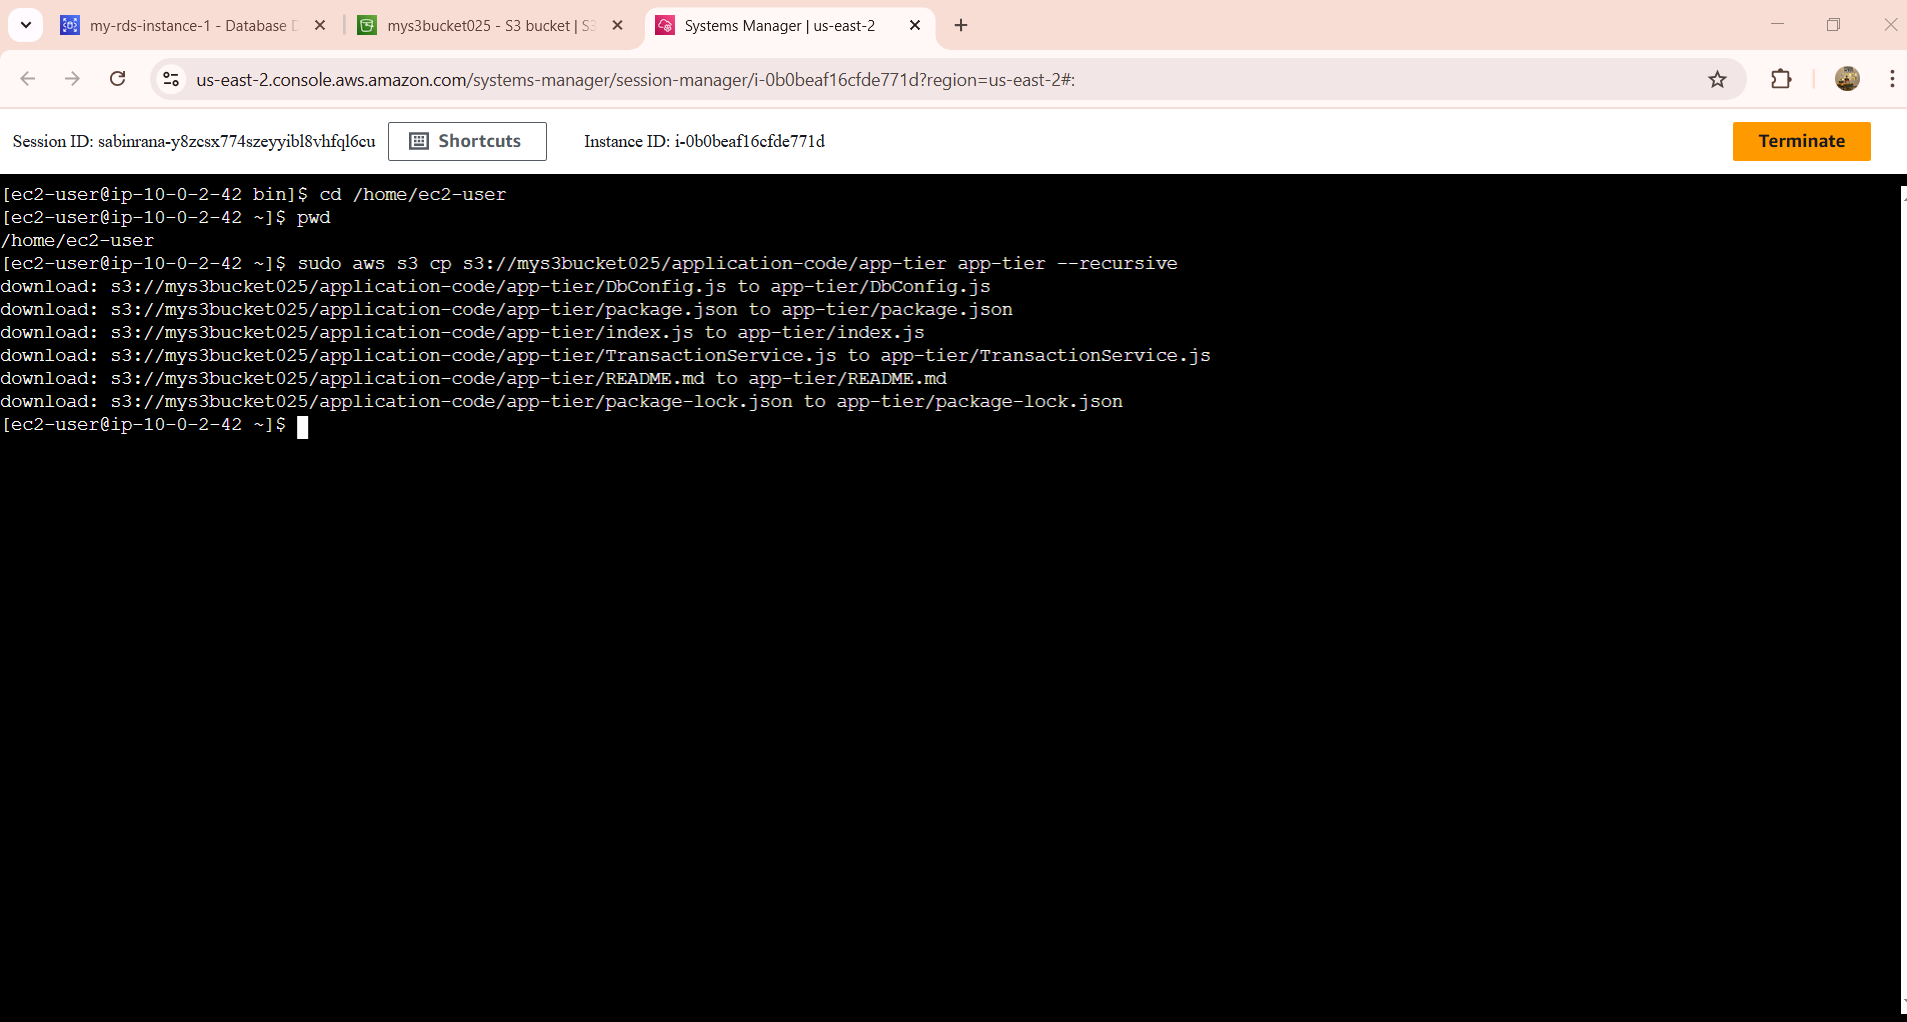 my-rds-instance-1 - Database D
mys3bucket025 - S3 bucket | S3
Systems Manager | us-east-2
us-east-2.console.aws.amazon.com/systems-manager/session-manager/i-0b0beaf16cfde771d?region=us-east-2#:
Session ID: sabinrana-y8zcsx774szeyyibl8vhfql6cu
Shortcuts
Instance ID: i-0b0beaf16cfde771d
Terminate
[ec2-user@ip-10-0-2-42 bin]$ cd /home/ec2-user
[ec2-user@ip-10-0-2-42 ~]$ pwd
/home/ec2-user
[ec2-user@ip-10-0-2-42 ~]$ sudo aws s3 cp s3://mys3bucket025/application-code/app-tier app-tier --recursive
download: s3://mys3bucket025/application-code/app-tier/DbConfig.js to app-tier/DbConfig.js
download: s3://mys3bucket025/application-code/app-tier/package.json to app-tier/package.json
download: s3://mys3bucket025/application-code/app-tier/index.js to app-tier/index.js
download: s3://mys3bucket025/application-code/app-tier/TransactionService.js to app-tier/TransactionService.js
download: s3://mys3bucket025/application-code/app-tier/README.md to app-tier/README.md
download: s3://mys3bucket025/application-code/app-tier/package-lock.json to app-tier/package-lock.json
[ec2-user@ip-10-0-2-42 ~]$